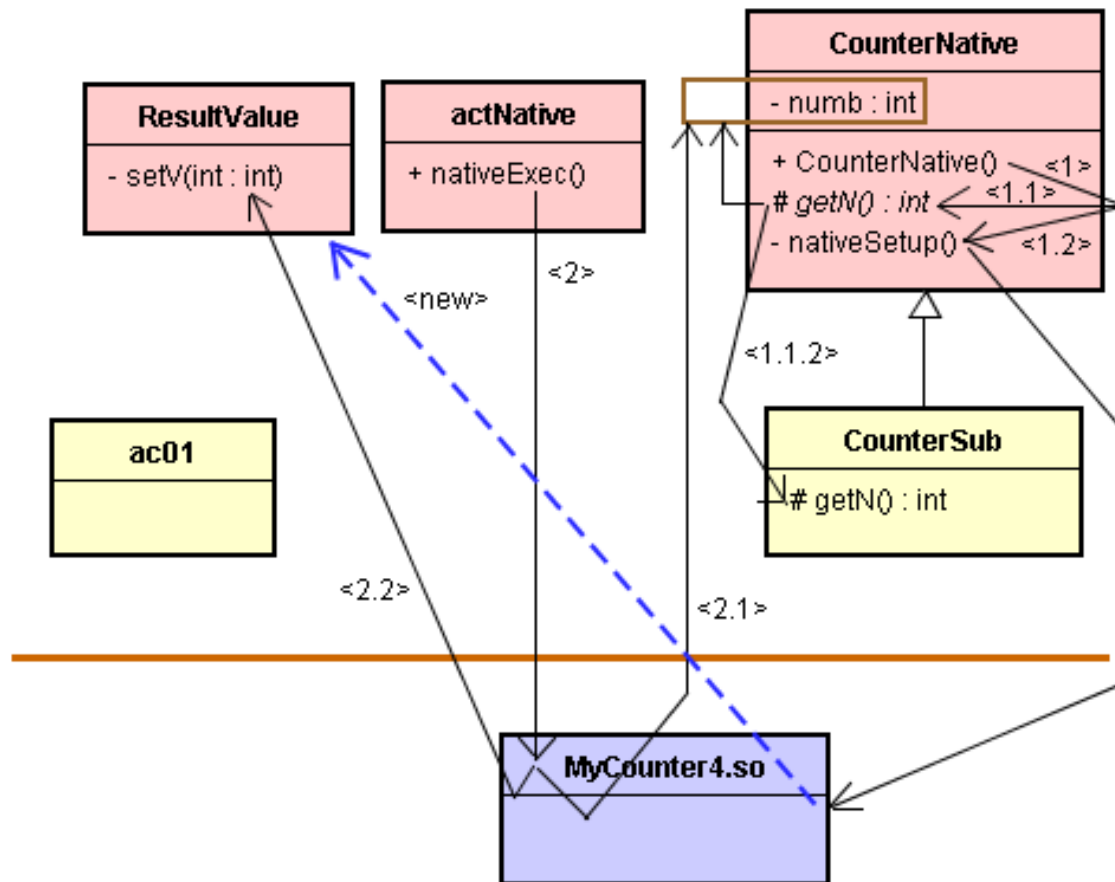 CounterNative
- numb : int
+ CounterNative()
# getN() : int
- nativeSetup()
<1>
<1.1>
<1.2>
ResultValue
- setV(int : int)
actNative
+ nativeExec()
<2>
<new>
<1.1.2>
ac01
CounterSub
# getN() : int
<2.2>
<2.1>
MyCounter4.so